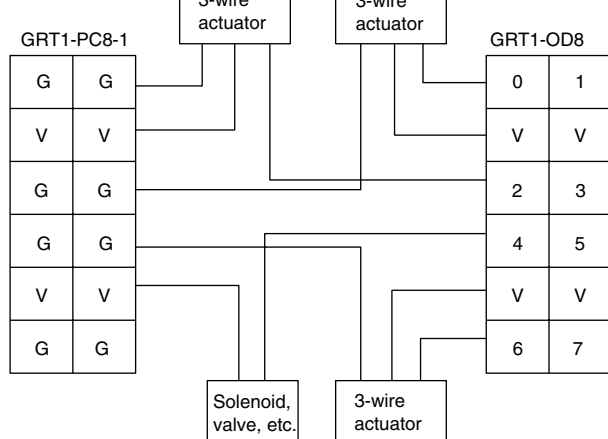 3-wire
actuator
3-wire
actuator
GRT1-PC8-1
GRT1-OD8
G G
0 1
V V
V V
G G
2 3
G G
4 5
V V
V V
G G
6 7
Solenoid,
valve, etc.
3-wire
actuator